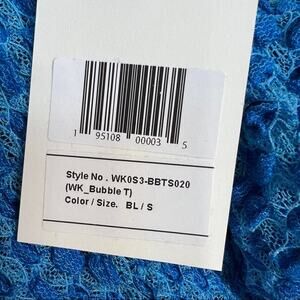 1 95108 00003 5
Style No . WK0S3-BBTS020
(WK_Bubble T)
Color / Size. BL / S